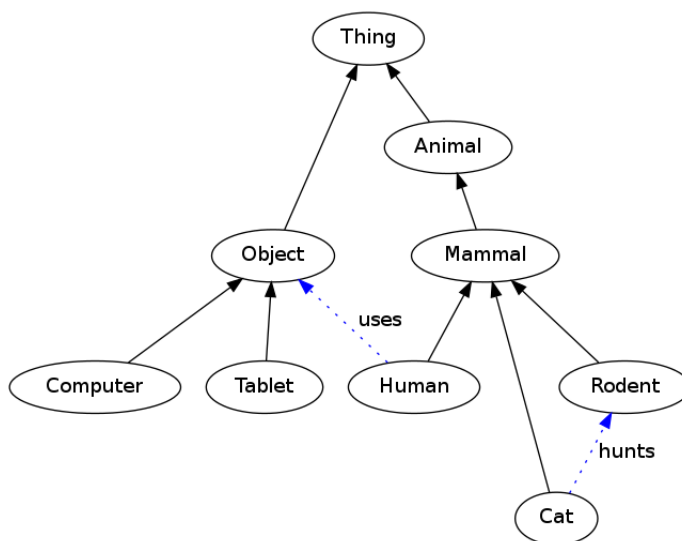 Thing
Animal
Object
Mammal
uses
Computer
Tablet
Human
Rodent
hunts
Cat